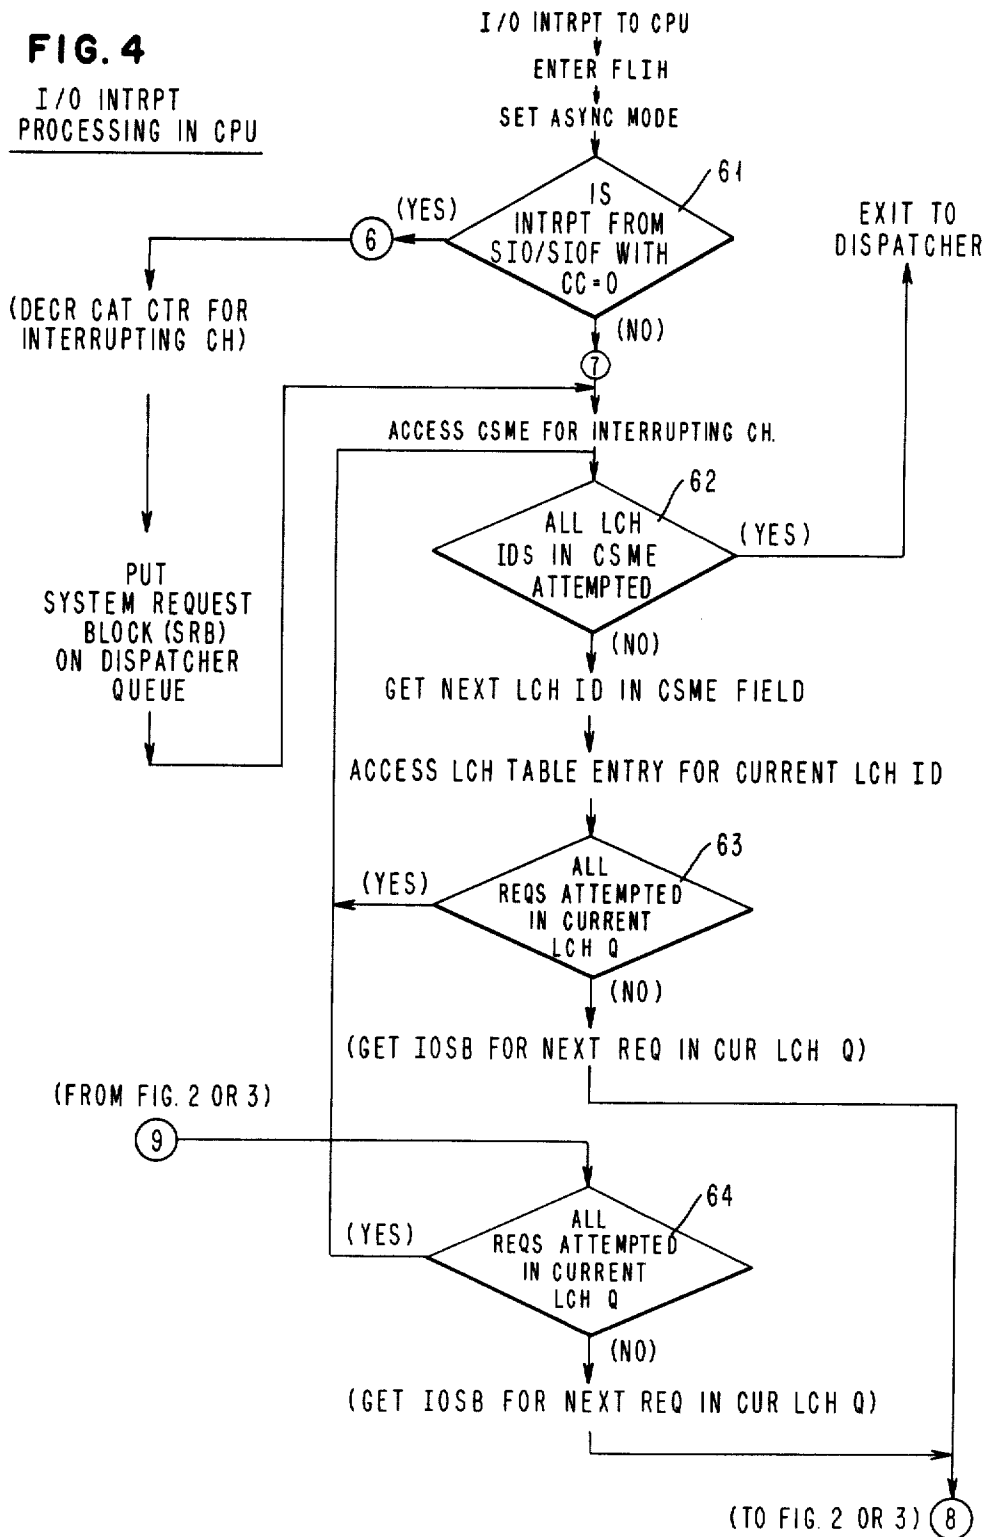 FIG. 4
I/O INTRPT
PROCESSING IN CPU
I/O INTRPT TO CPU
ENTER FLIH
SET ASYNC MODE
61
IS
INTRPT FROM
SIO/SIOF WITH
CC=0
(YES)
6
(NO)
7
EXIT TO
DISPATCHER
(DECR CAT CTR FOR
INTERRUPTING CH)
PUT
SYSTEM REQUEST
BLOCK (SRB)
ON DISPATCHER
QUEUE
ACCESS CSME FOR INTERRUPTING CH.
62
ALL LCH
IDs IN CSME
ATTEMPTED
(YES)
(NO)
GET NEXT LCH ID IN CSME FIELD
ACCESS LCH TABLE ENTRY FOR CURRENT LCH ID
63
ALL
REQS ATTEMPTED
IN CURRENT
LCH Q
(YES)
(NO)
(GET IOSB FOR NEXT REQ IN CUR LCH Q)
(FROM FIG. 2 OR 3)
9
64
ALL
REQS ATTEMPTED
IN CURRENT
LCH Q
(YES)
(NO)
(GET IOSB FOR NEXT REQ IN CUR LCH Q)
(TO FIG. 2 OR 3) 8